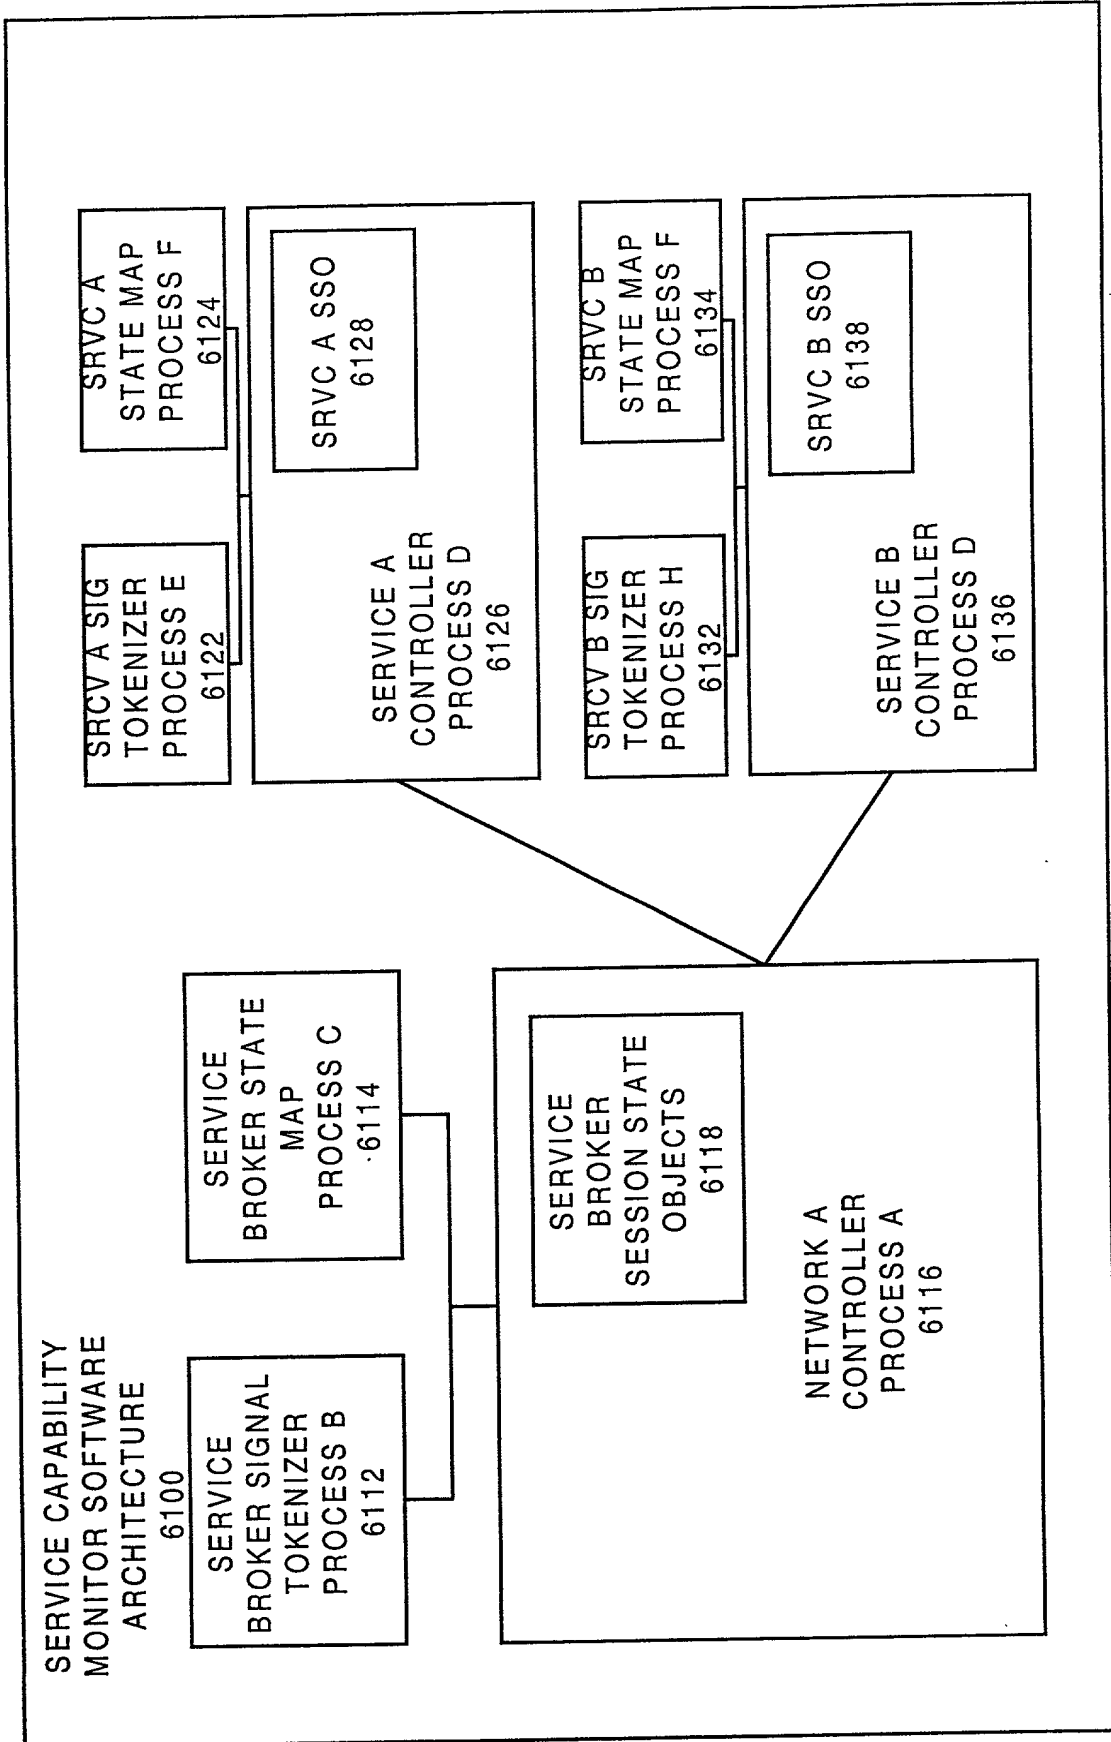 SERVICE CAPABILITY
MONITOR SOFTWARE
ARCHITECTURE
6100
SERVICE
BROKER SIGNAL
TOKENIZER
PROCESS B
6112
SERVICE
BROKER STATE
MAP
PROCESS C
6114
SERVICE
BROKER
SESSION STATE
OBJECTS
6118
NETWORK A
CONTROLLER
PROCESS A
6116
SRCV A SIG
TOKENIZER
PROCESS E
6122
SRVC A
STATE MAP
PROCESS F
6124
SERVICE A
CONTROLLER
PROCESS D
6126
SRVC A SSO
6128
SRCV B SIG
TOKENIZER
PROCESS H
6132
SRVC B
STATE MAP
PROCESS F
6134
SERVICE B
CONTROLLER
PROCESS D
6136
SRVC B SSO
6138